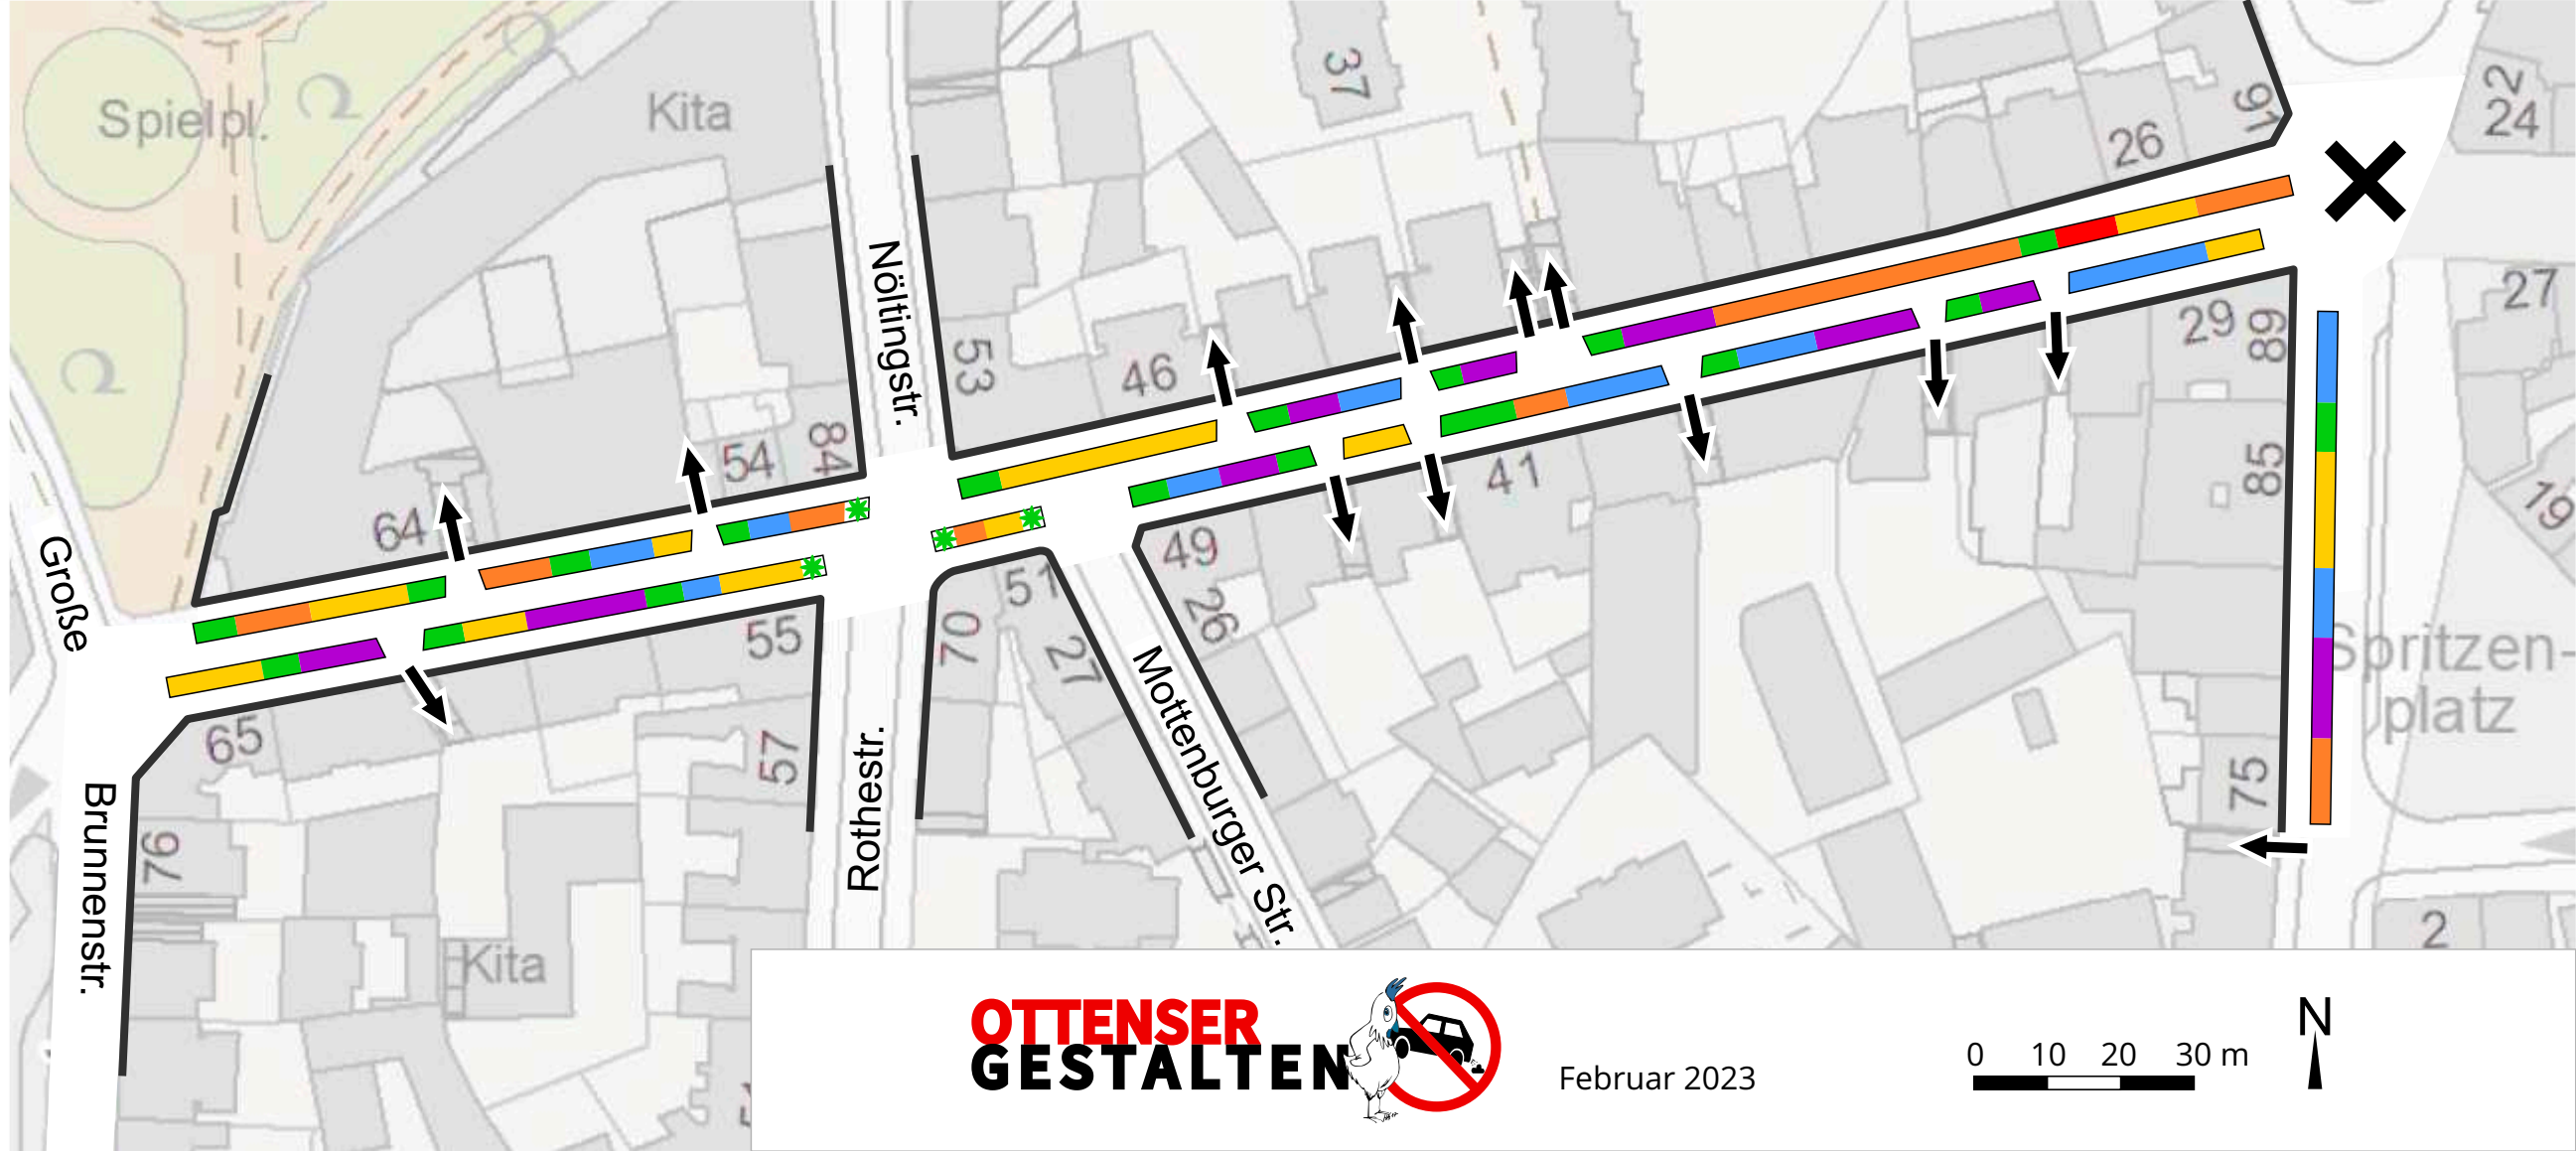 Spielpl.
Kita
37
26
91
2
24
Nöltingstr.
53
46
54
84
64
27
29
89
85
19
41
49
51
26
27
70
55
57
65
76
Große
Brunnenstr.
Rothestr.
Mottenburger Str.
Spritzen-
platz
75
2
Kita
OTTENSER
GESTALTEN
Februar 2023
0 10 20 30 m
N